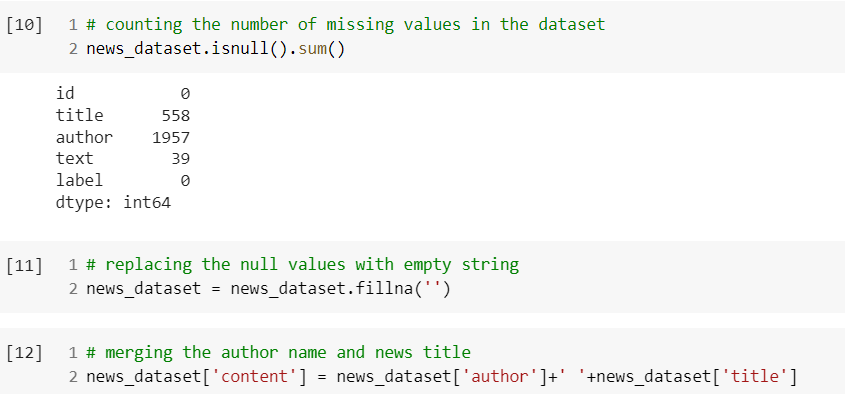 [10] 1 # counting the number of missing values in the dataset
2 news_dataset.isnull().sum()
id 0
title 558
author 1957
text 39
label 0
dtype: int64
[11] 1 # replacing the null values with empty string
2 news_dataset = news_dataset.fillna('')
[12] 1 # merging the author name and news title
2 news_dataset['content'] = news_dataset['author']+' '+news_dataset['title']